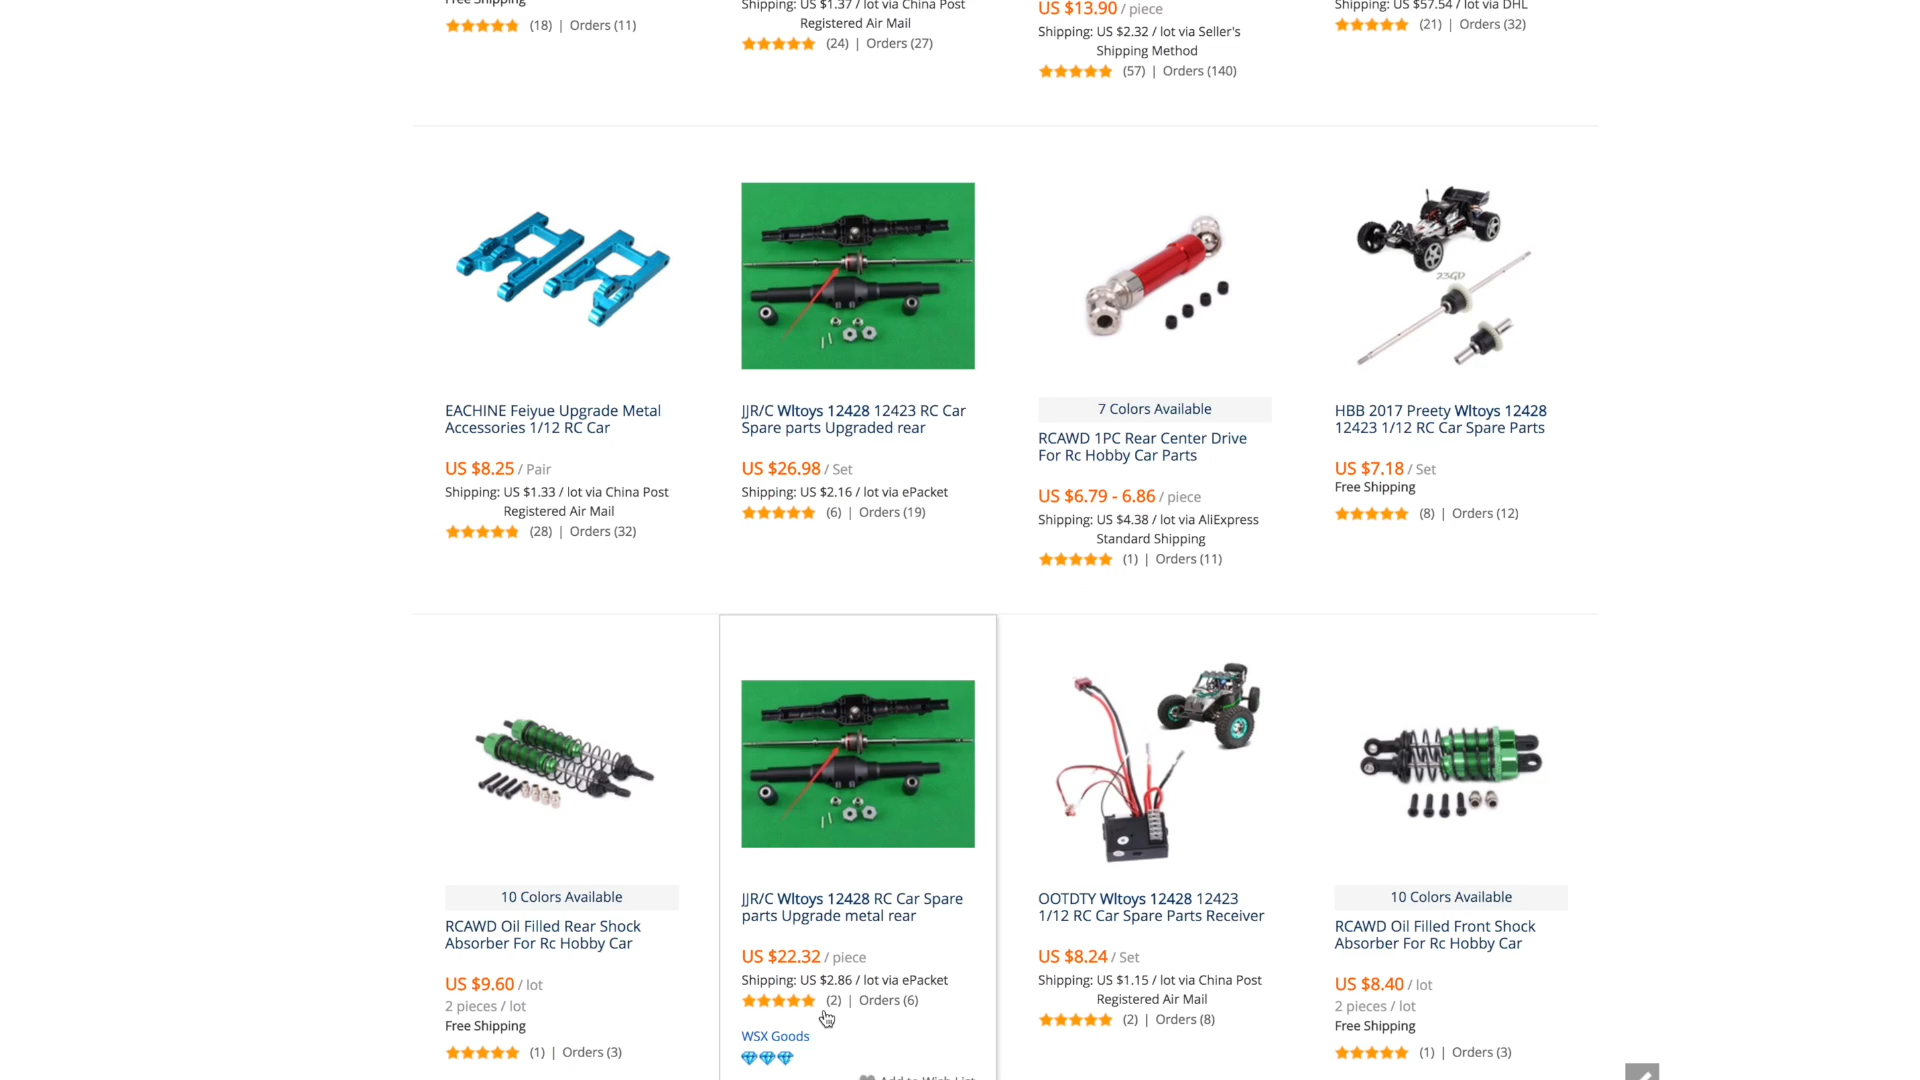 Free Shipping
(18) | Orders (11)
Shipping: US $1.37 / lot via China Post
Registered Air Mail
(24) | Orders (27)
US $13.90 / piece
Shipping: US $2.32 / lot via Seller's
Shipping Method
(57) | Orders (140)
Shipping: US $57.54 / lot via DHL
(21) | Orders (32)
EACHINE Feiyue Upgrade Metal
Accessories 1/12 RC Car
US $8.25 / Pair
Shipping: US $1.33 / lot via China Post
Registered Air Mail
(28) | Orders (32)
JJR/C Wltoys 12428 12423 RC Car
Spare parts Upgraded rear
US $26.98 / Set
Shipping: US $2.16 / lot via ePacket
(6) | Orders (19)
7 Colors Available
RCAWD 1PC Rear Center Drive
For Rc Hobby Car Parts
US $6.79 - 6.86 / piece
Shipping: US $4.38 / lot via AliExpress
Standard Shipping
(1) | Orders (11)
23GD
HBB 2017 Preety Wltoys 12428
12423 1/12 RC Car Spare Parts
US $7.18 / Set
Free Shipping
(8) | Orders (12)
10 Colors Available
RCAWD Oil Filled Rear Shock
Absorber For Rc Hobby Car
US $9.60 / lot
2 pieces / lot
Free Shipping
(1) | Orders (3)
JJR/C Wltoys 12428 RC Car Spare
parts Upgrade metal rear
US $22.32 / piece
Shipping: US $2.86 / lot via ePacket
(2) | Orders (6)
WSX Goods
Add to Wish List
OOTDTY Wltoys 12428 12423
1/12 RC Car Spare Parts Receiver
US $8.24 / Set
Shipping: US $1.15 / lot via China Post
Registered Air Mail
(2) | Orders (8)
10 Colors Available
RCAWD Oil Filled Front Shock
Absorber For Rc Hobby Car
US $8.40 / lot
2 pieces / lot
Free Shipping
(1) | Orders (3)